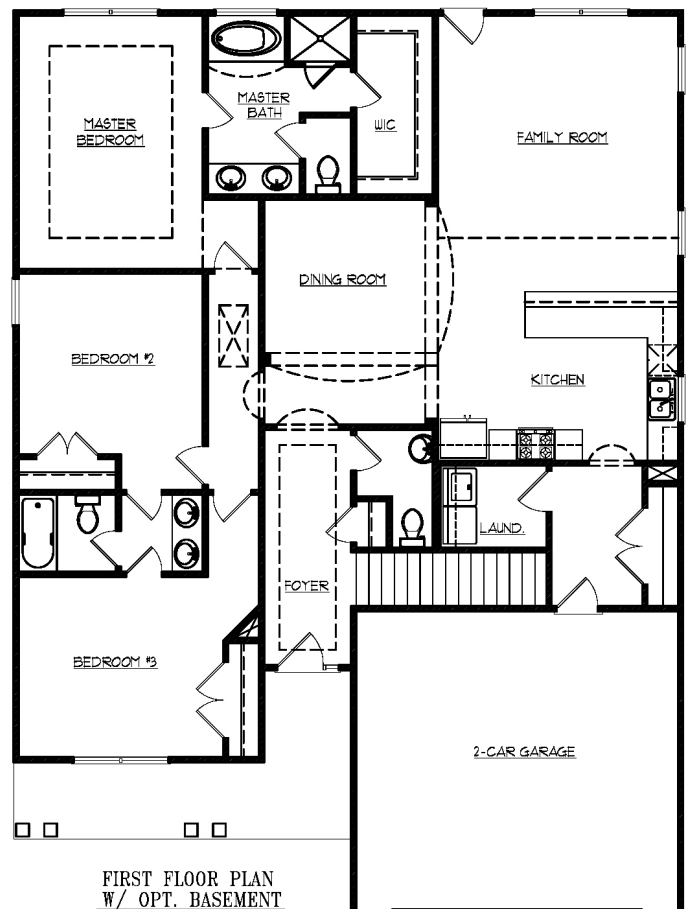 MASTER
BEDROOM
MASTER
BATH
WIC
FAMILY ROOM
DINING ROOM
BEDROOM #2
KITCHEN
LAUND.
FOYER
BEDROOM #3
2-CAR GARAGE
FIRST FLOOR PLAN
W/ OPT. BASEMENT